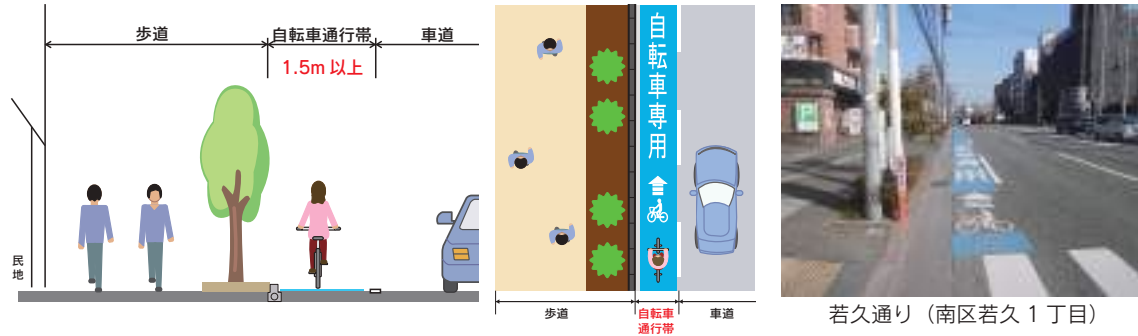 歩道
自転車通行帯
車道
1.5m 以上
民地
自転車専用
歩道
自転車
通行帯
車道
P
若久通り（南区若久 1 丁目）